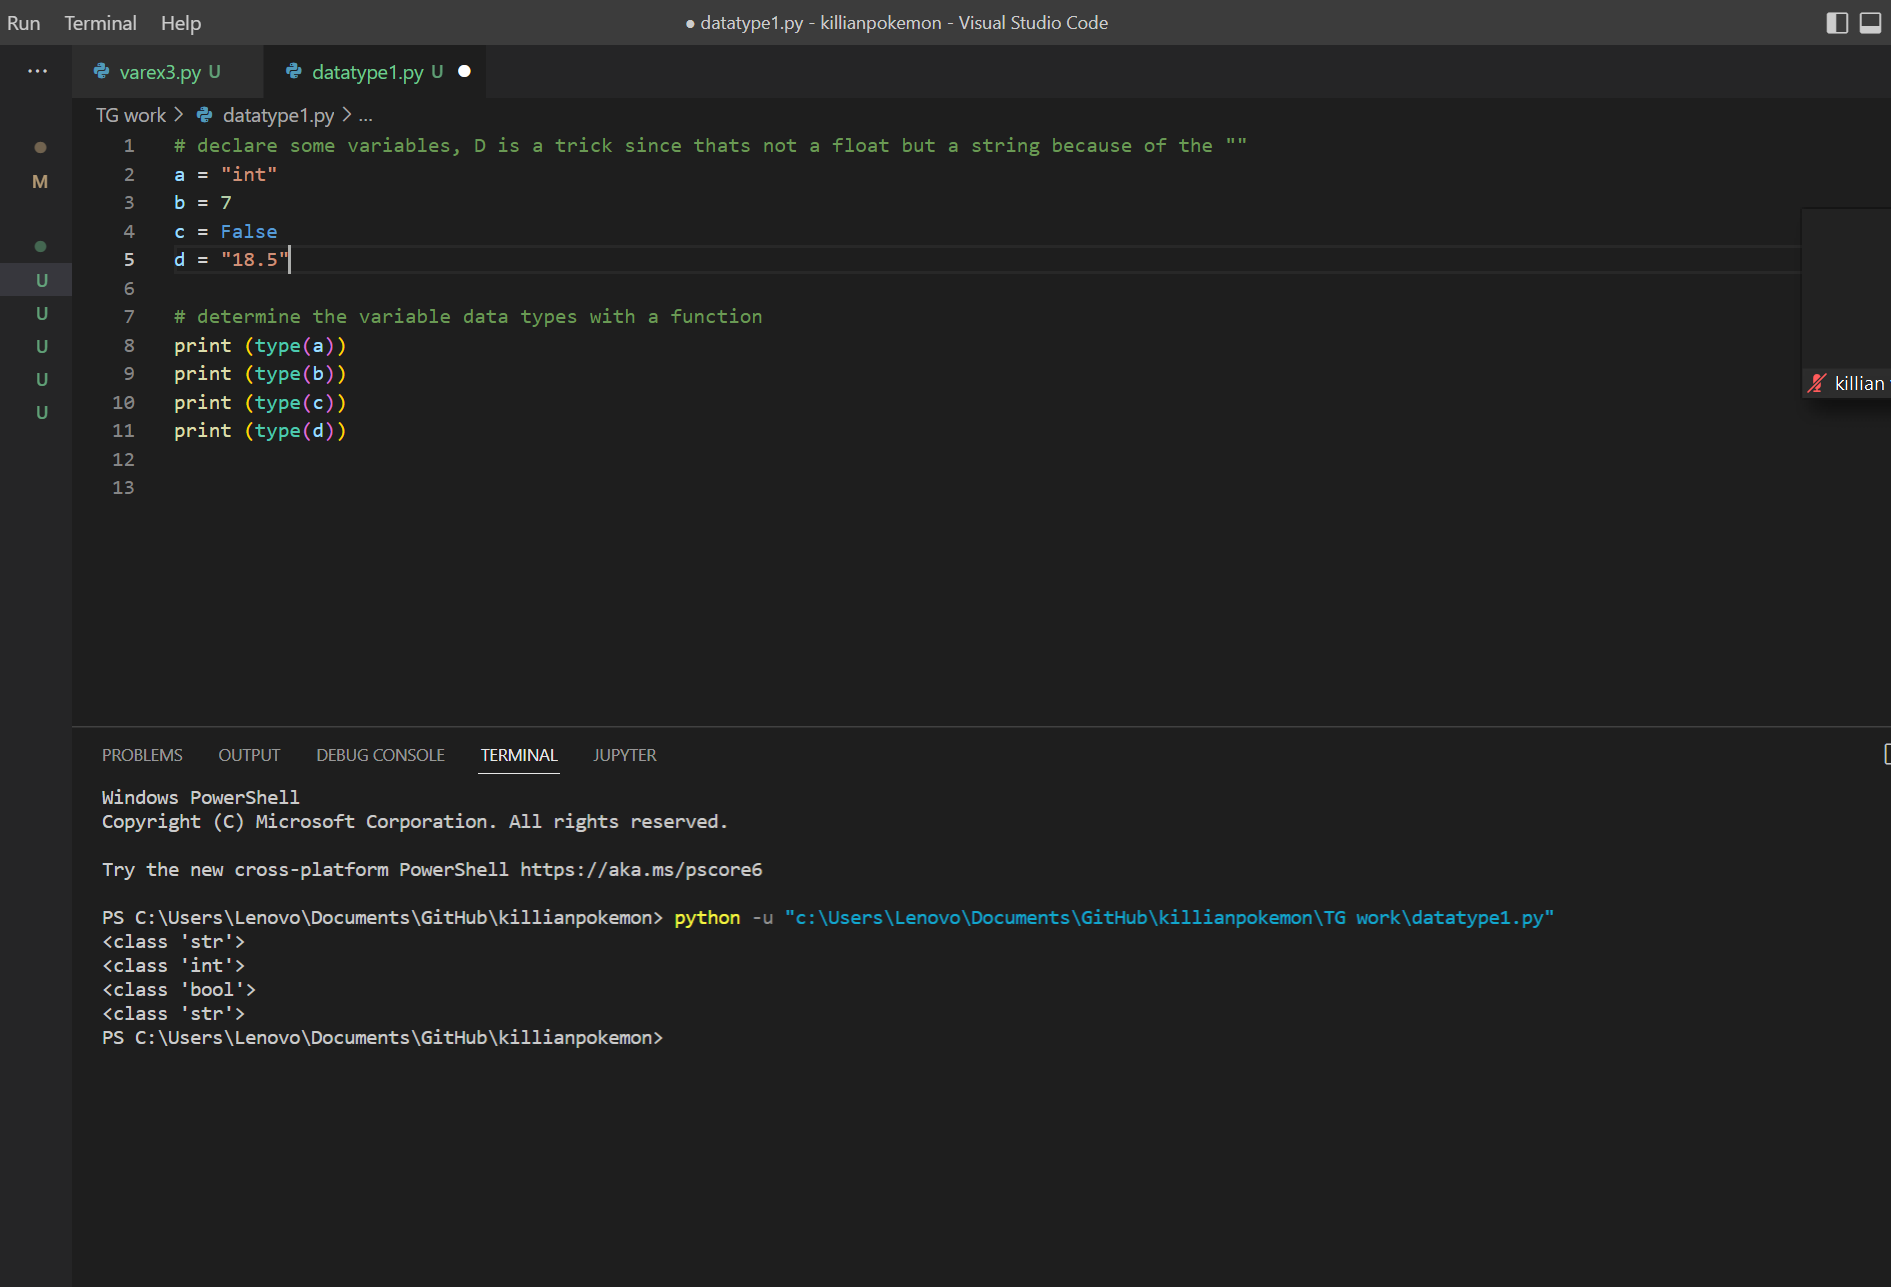 Run Terminal Help ● datatype1.py - killianpokemon - Visual Studio Code
... varex3.py U datatype1.py U ●
TG work > datatype1.py > ...
1 # declare some variables, D is a trick since thats not a float but a string because of the ""
M
2 a = "int"
3 b = 7
4 c = False
5 d = "18.5"
U
6
U
7 # determine the variable data types with a function
U
8 print (type(a))
U
9 print (type(b))
killian
U
10 print (type(c))
11 print (type(d))
12
13
PROBLEMS OUTPUT DEBUG CONSOLE TERMINAL JUPYTER
Windows PowerShell
Copyright (C) Microsoft Corporation. All rights reserved.
Try the new cross-platform PowerShell https://aka.ms/pscore6
PS C:\Users\Lenovo\Documents\GitHub\killianpokemon> python -u "c:\Users\Lenovo\Documents\GitHub\killianpokemon\TG work\datatype1.py"
<class 'str'>
<class 'int'>
<class 'bool'>
<class 'str'>
PS C:\Users\Lenovo\Documents\GitHub\killianpokemon>